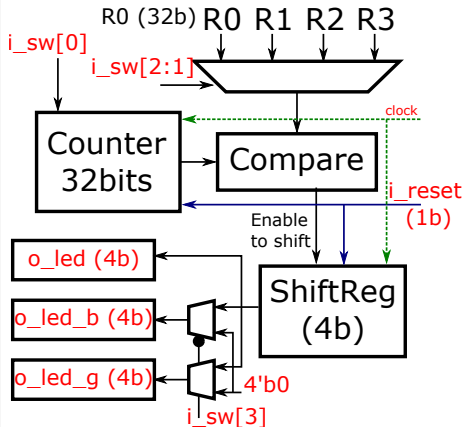 R0 (32b) R0 R1 R2 R3
i_sw[0]
i_sw[2:1]
clock
Counter
32bits
Compare
i_reset
(1b)
Enable
to shift
o_led (4b)
ShiftReg
(4b)
o_led_b (4b)
o_led_g (4b)
4'b0
i_sw[3]